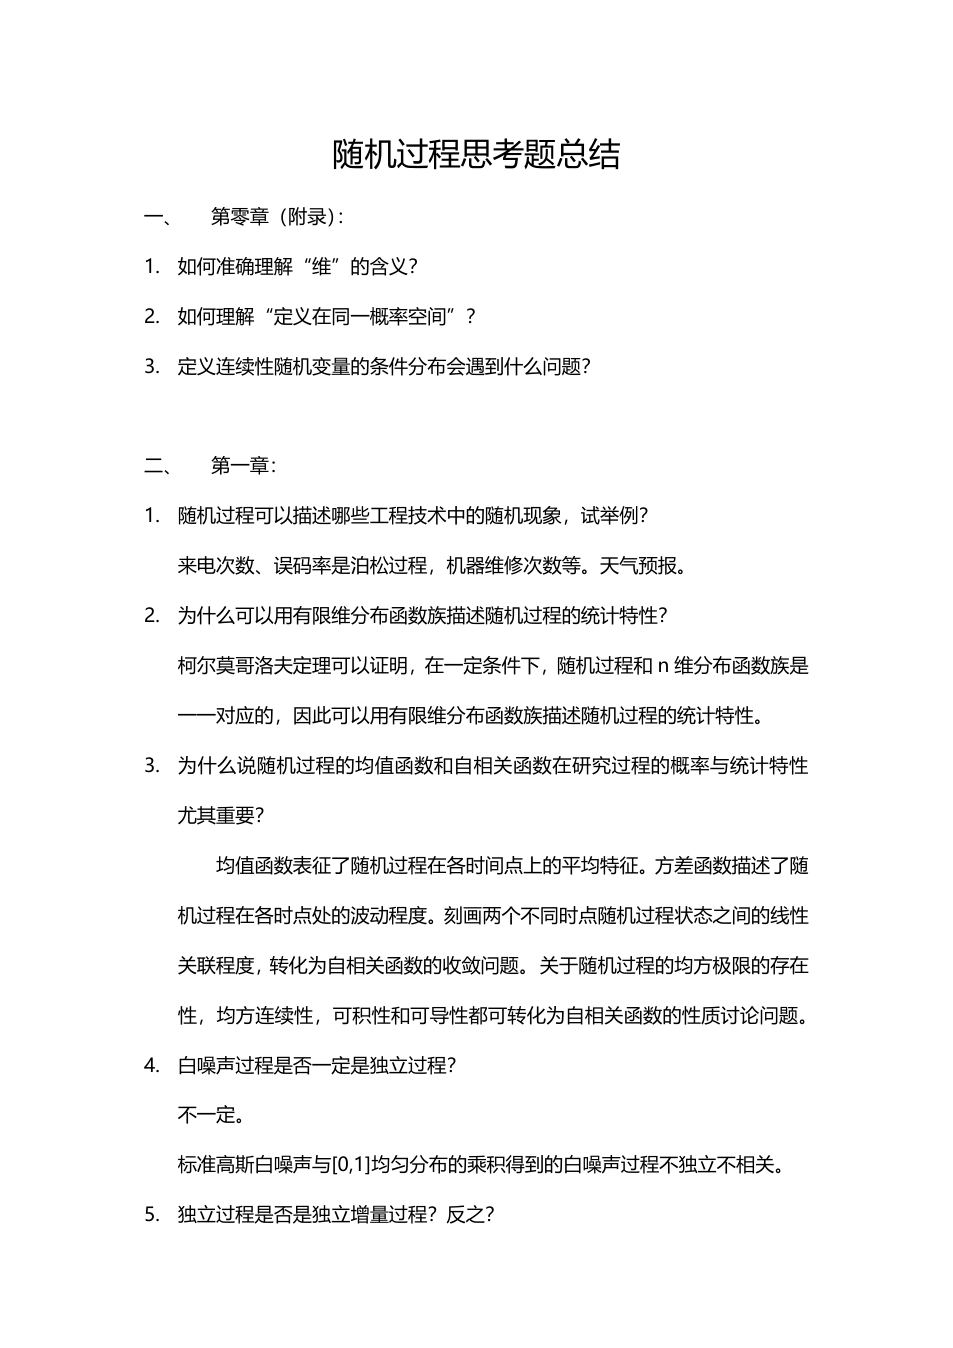 随机过程思考题总结
一、 第零章（附录）：
1. 如何准确理解“维”的含义？
2. 如何理解“定义在同一概率空间”？
3. 定义连续性随机变量的条件分布会遇到什么问题？
二、 第一章：
1. 随机过程可以描述哪些工程技术中的随机现象，试举例？
来电次数、误码率是泊松过程，机器维修次数等。天气预报。
2. 为什么可以用有限维分布函数族描述随机过程的统计特性？
柯尔莫哥洛夫定理可以证明，在一定条件下，随机过程和 n 维分布函数族是
一一对应的，因此可以用有限维分布函数族描述随机过程的统计特性。
3. 为什么说随机过程的均值函数和自相关函数在研究过程的概率与统计特性
尤其重要？
均值函数表征了随机过程在各时间点上的平均特征。方差函数描述了随
机过程在各时点处的波动程度。刻画两个不同时点随机过程状态之间的线性
关联程度，转化为自相关函数的收敛问题。关于随机过程的均方极限的存在
性，均方连续性，可积性和可导性都可转化为自相关函数的性质讨论问题。
4. 白噪声过程是否一定是独立过程？
不一定。
标准高斯白噪声与[0,1]均匀分布的乘积得到的白噪声过程不独立不相关。
5. 独立过程是否是独立增量过程？反之？